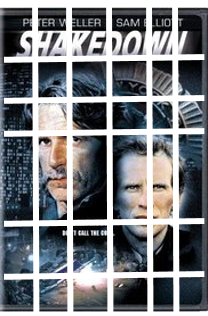 PETER WELLER SAM ELLIOTT
SHAKEDOWN
DON'T CALL THE